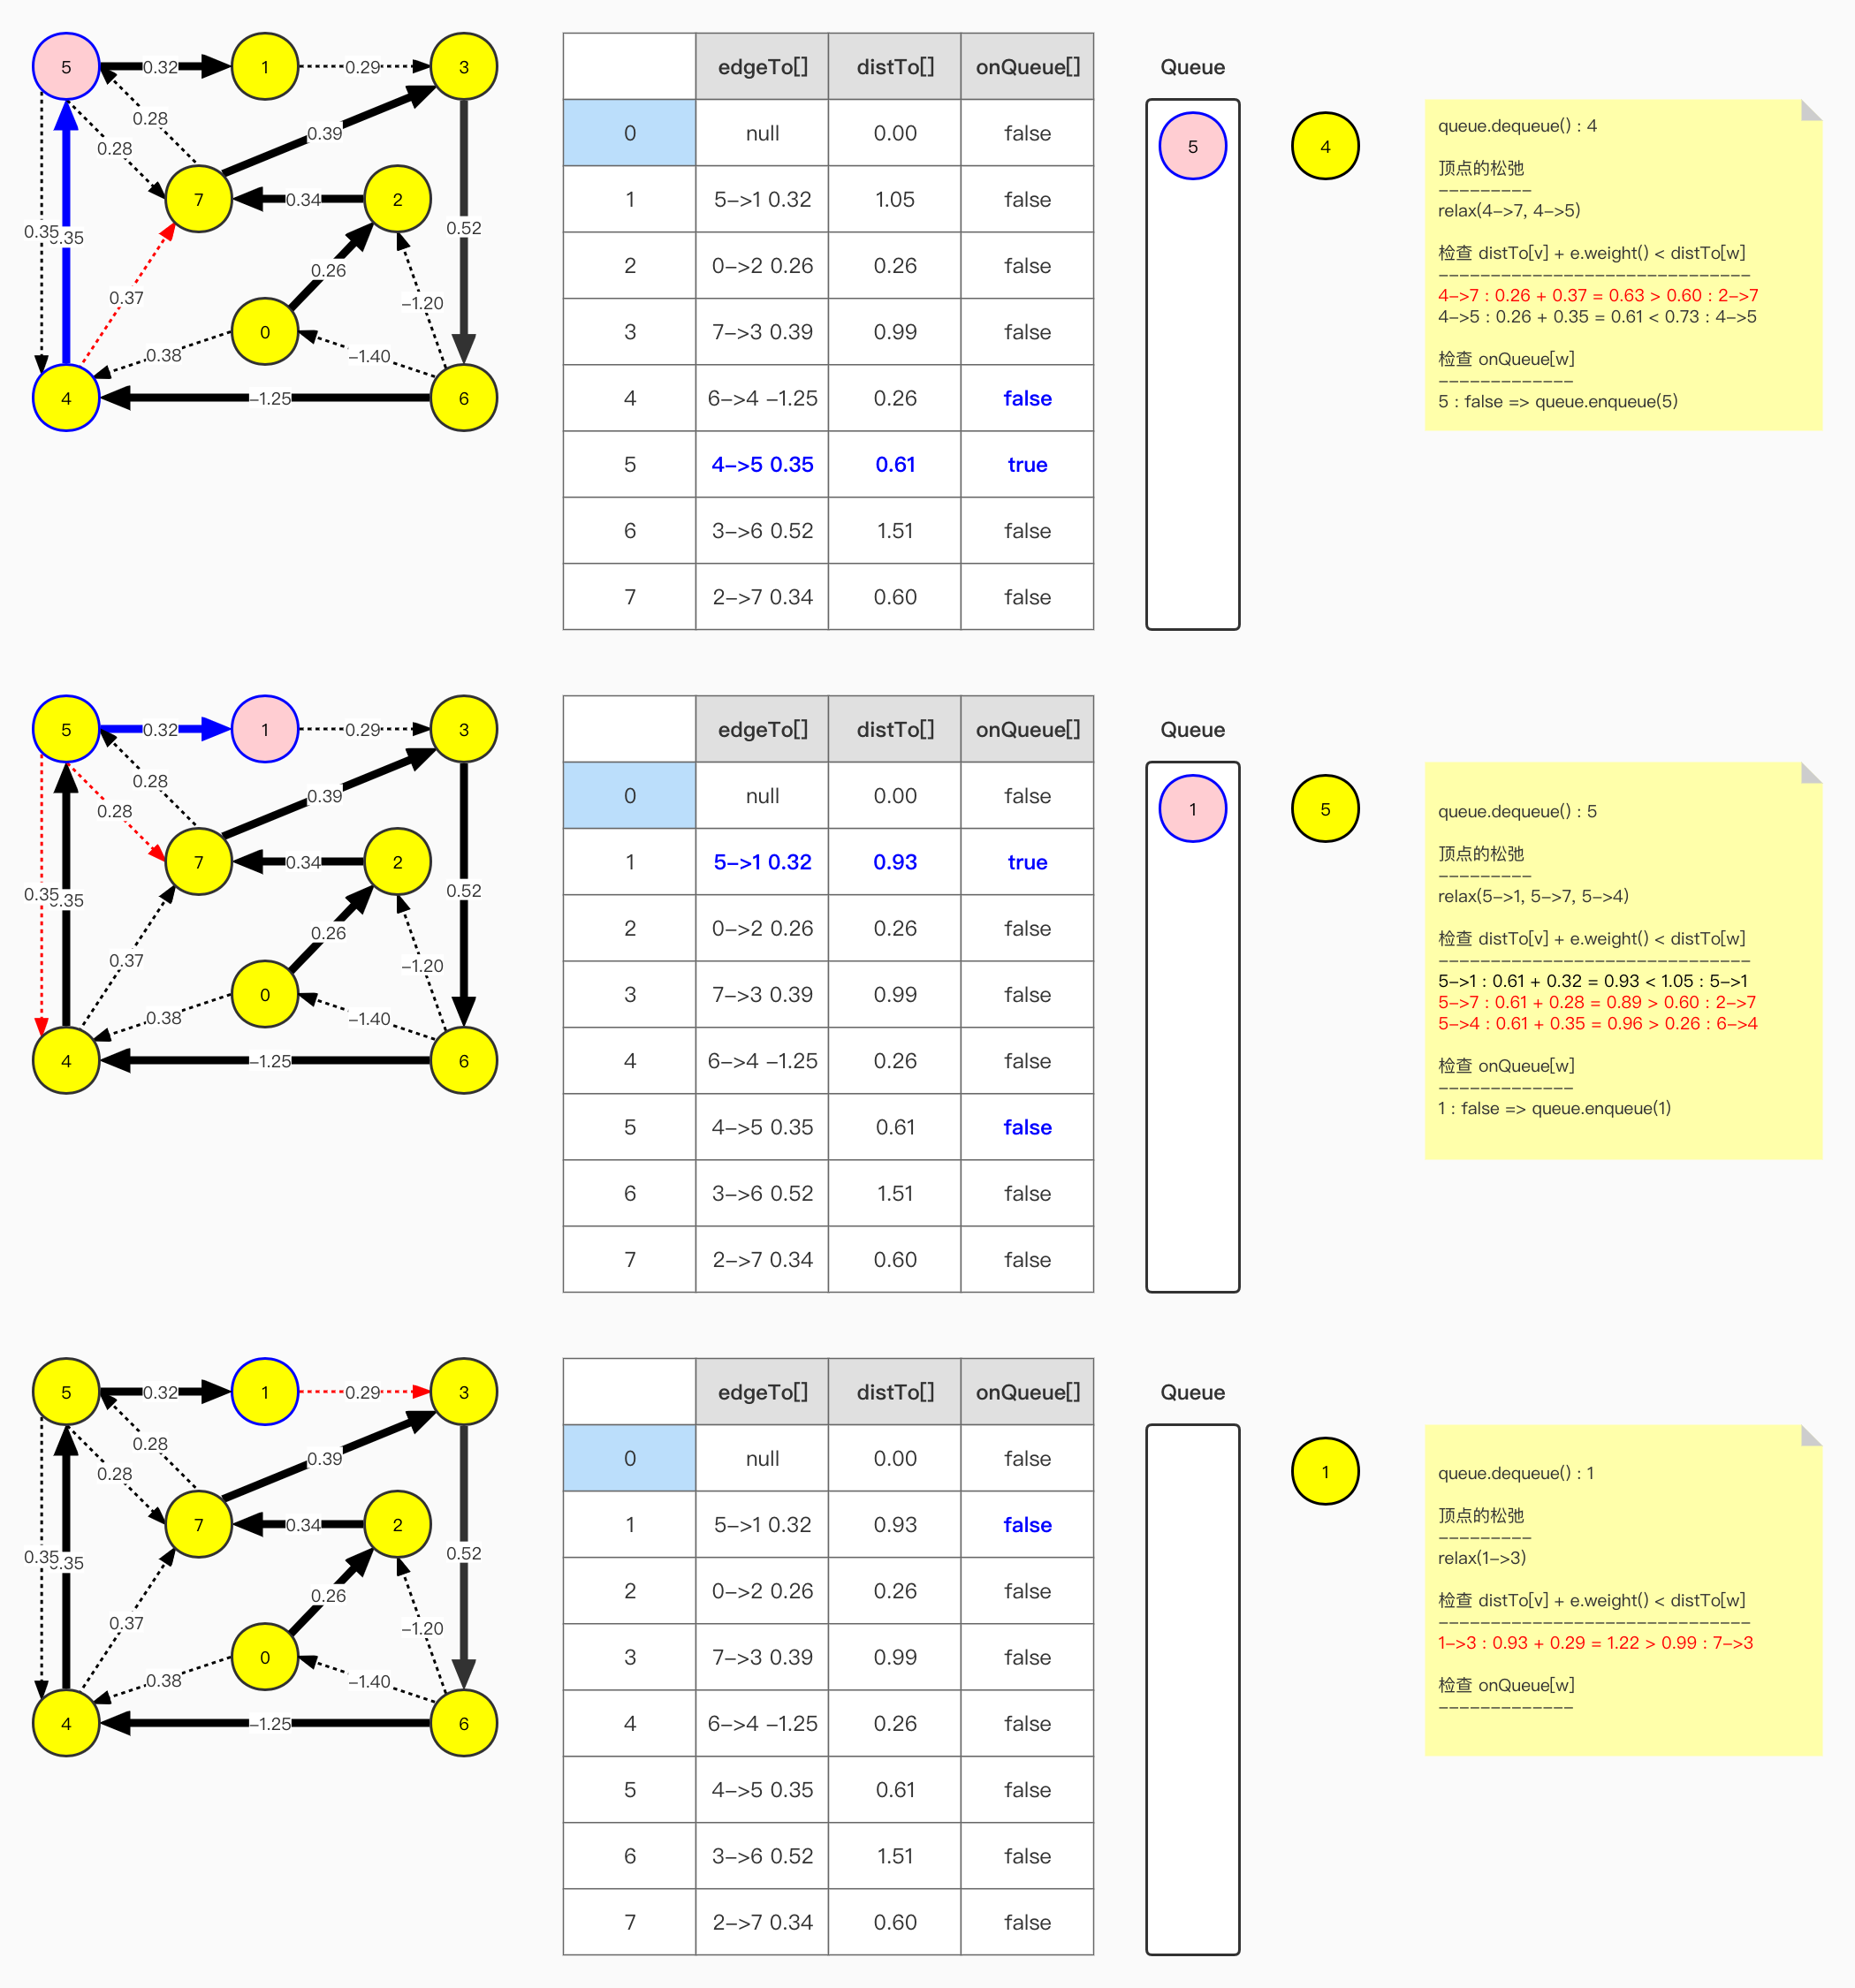 5
0.32
1
0.29
3
0.28
0.28
0.39
7
0.34
2
0.35
0.35
0.52
0.26
0.37
-1.20
0
0.38
-1.40
4
-1.25
6
edgeTo[] distTo[] onQueue[]
0 null 0.00 false
1 5->1 0.32 1.05 false
2 0->2 0.26 0.26 false
3 7->3 0.39 0.99 false
4 6->4 -1.25 0.26 false
5 4->5 0.35 0.61 true
6 3->6 0.52 1.51 false
7 2->7 0.34 0.60 false
Queue
5
4
queue.dequeue() : 4
顶点的松弛
---------
relax(4->7, 4->5)
检查 distTo[v] + e.weight() < distTo[w]
------------------------------
4->7 : 0.26 + 0.37 = 0.63 > 0.60 : 2->7
4->5 : 0.26 + 0.35 = 0.61 < 0.73 : 4->5
检查 onQueue[w]
-------------
5 : false => queue.enqueue(5)
5
0.32
1
0.29
3
0.28
0.28
0.39
7
0.34
2
0.35
0.35
0.52
0.26
0.37
-1.20
0
0.38
-1.40
4
-1.25
6
edgeTo[] distTo[] onQueue[]
0 null 0.00 false
1 5->1 0.32 0.93 true
2 0->2 0.26 0.26 false
3 7->3 0.39 0.99 false
4 6->4 -1.25 0.26 false
5 4->5 0.35 0.61 false
6 3->6 0.52 1.51 false
7 2->7 0.34 0.60 false
Queue
1
5
queue.dequeue() : 5
顶点的松弛
---------
relax(5->1, 5->7, 5->4)
检查 distTo[v] + e.weight() < distTo[w]
------------------------------
5->1 : 0.61 + 0.32 = 0.93 < 1.05 : 5->1
5->7 : 0.61 + 0.28 = 0.89 > 0.60 : 2->7
5->4 : 0.61 + 0.35 = 0.96 > 0.26 : 6->4
检查 onQueue[w]
-------------
1 : false => queue.enqueue(1)
5
0.32
1
0.29
3
0.28
0.28
0.39
7
0.34
2
0.35
0.35
0.52
0.26
0.37
-1.20
0
0.38
-1.40
4
-1.25
6
edgeTo[] distTo[] onQueue[]
0 null 0.00 false
1 5->1 0.32 0.93 false
2 0->2 0.26 0.26 false
3 7->3 0.39 0.99 false
4 6->4 -1.25 0.26 false
5 4->5 0.35 0.61 false
6 3->6 0.52 1.51 false
7 2->7 0.34 0.60 false
Queue
1
queue.dequeue() : 1
顶点的松弛
---------
relax(1->3)
检查 distTo[v] + e.weight() < distTo[w]
------------------------------
1->3 : 0.93 + 0.29 = 1.22 > 0.99 : 7->3
检查 onQueue[w]
-------------